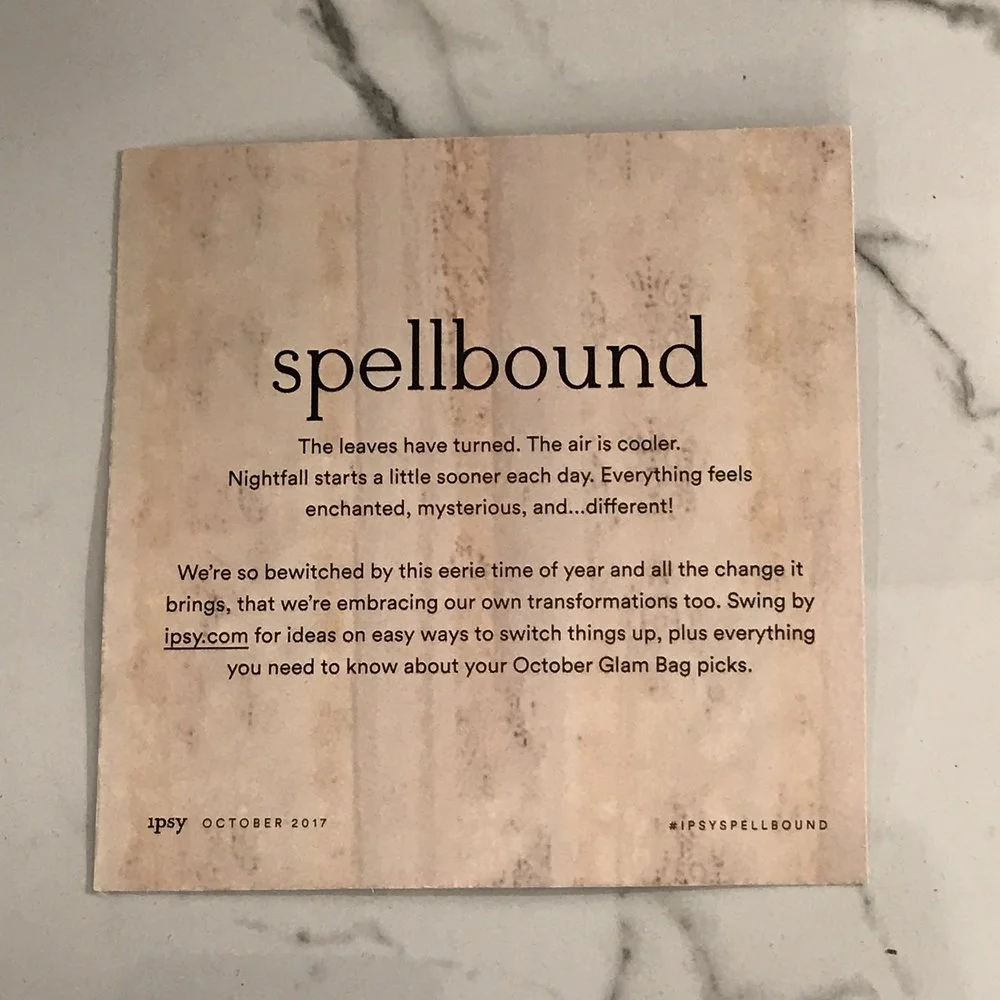 spellbound
The leaves have turned. The air is cooler.
Nightfall starts a little sooner each day. Everything feels
enchanted, mysterious, and...different!
We're so bewitched by this eerie time of year and all the change it
brings, that we're embracing our own transformations too. Swing by
ipsy.com for ideas on easy ways to switch things up, plus everything
you need to know about your October Glam Bag picks.
ipsy OCTOBER 2017
#IPSYSPELLBOUND